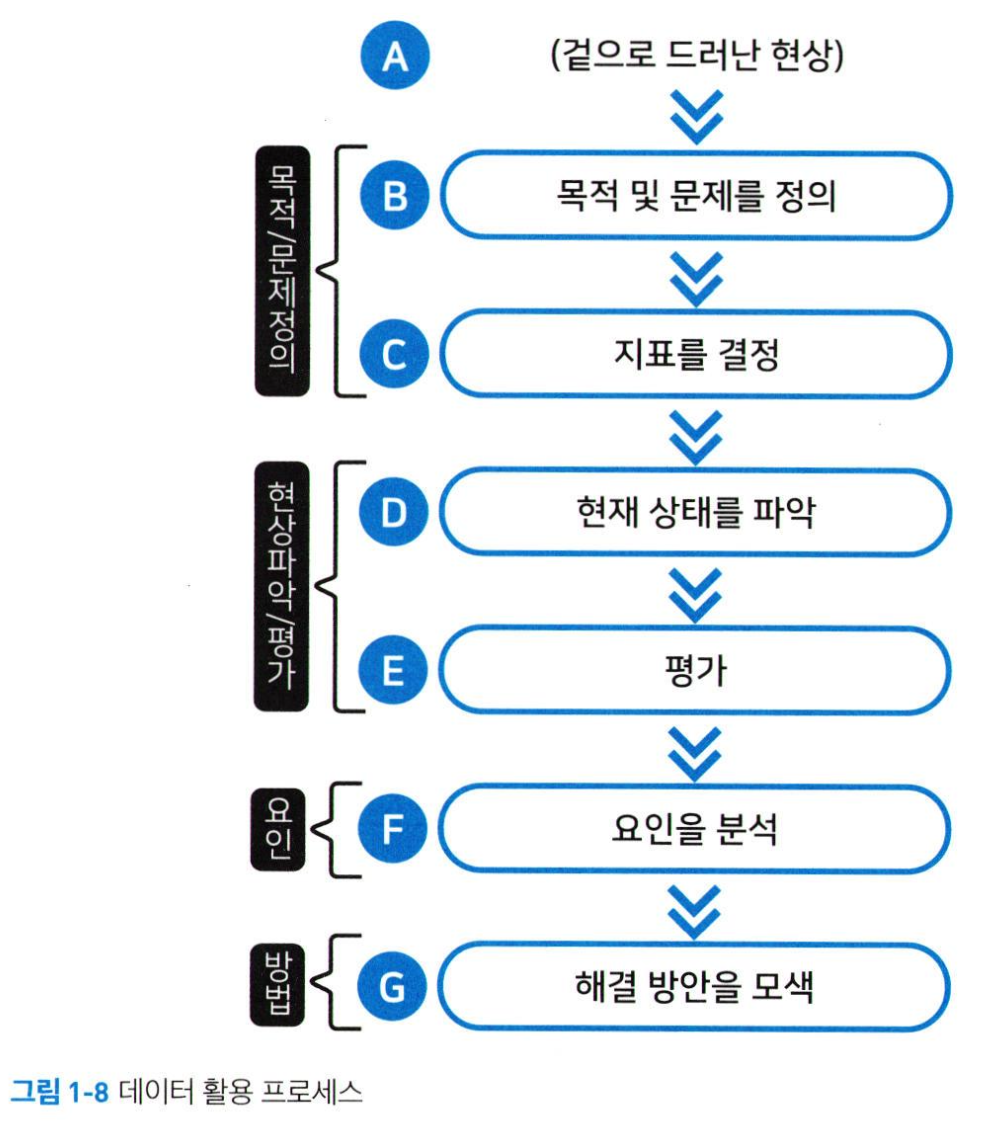 A (겉으로 드러난 현상)
목적/문제정의
B 목적 및 문제를 정의
C 지표를 결정
현상파악/평가
D 현재 상태를 파악
E 평가
요인
F 요인을 분석
방법
G 해결 방안을 모색
그림 1-8 데이터 활용 프로세스